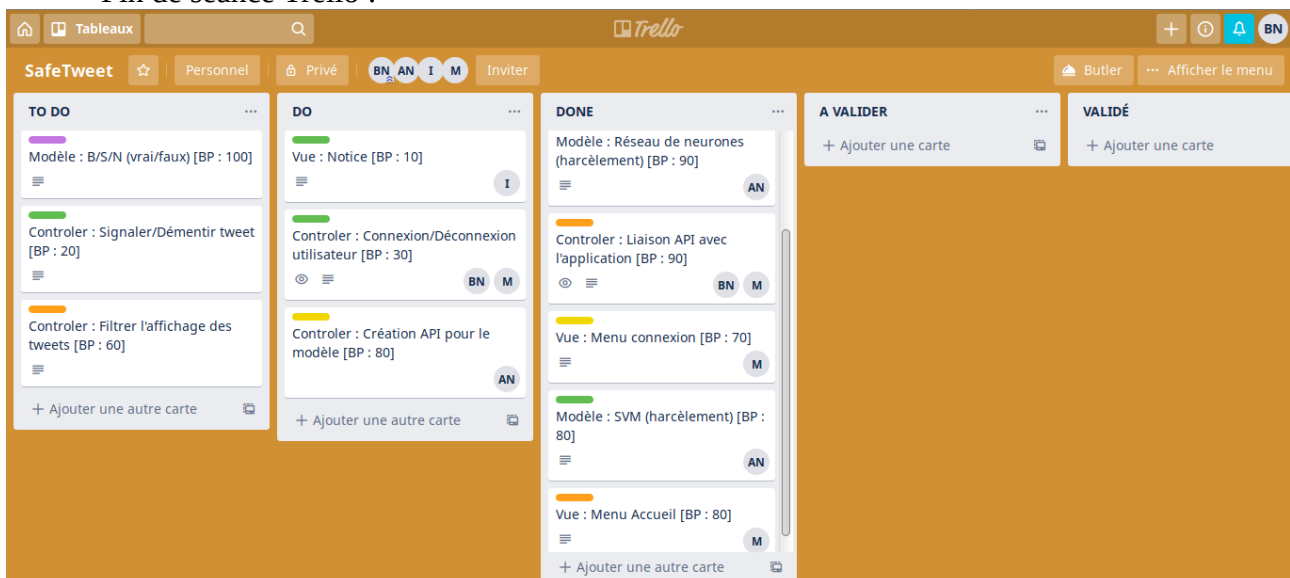 Fin de séance Trello :
Tableaux
Trello
BN
SafeTweet
Personnel
Privé
BN AN I M
Inviter
Butler
Afficher le menu
TO DO
Modèle : B/S/N (vrai/faux) [BP : 100]
Controler : Signaler/Démentir tweet
[BP : 20]
Controler : Filtrer l'affichage des
tweets [BP : 60]
+ Ajouter une autre carte
DO
Vue : Notice [BP : 10]
I
Controler : Connexion/Déconnexion
utilisateur [BP : 30]
BN M
Controler : Création API pour le
modèle [BP : 80]
AN
+ Ajouter une autre carte
DONE
Modèle : Réseau de neurones
(harcèlement) [BP : 90]
AN
Controler : Liaison API avec
l'application [BP : 90]
BN M
Vue : Menu connexion [BP : 70]
M
Modèle : SVM (harcèlement) [BP :
80]
AN
Vue : Menu Accueil [BP : 80]
M
+ Ajouter une autre carte
A VALIDER
+ Ajouter une carte
VALIDÉ
+ Ajouter une carte